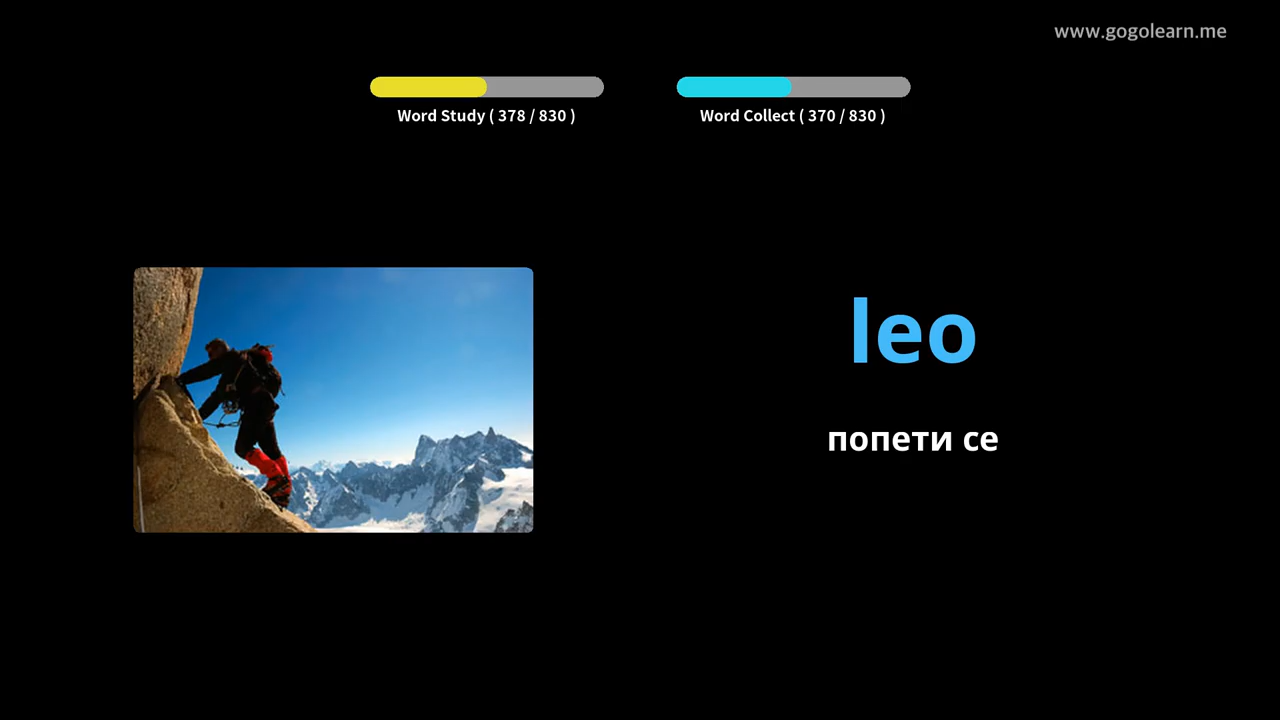 www.gogolearn.me
Word Study ( 378 / 830 )
Word Collect ( 370 / 830 )
leo
попети се